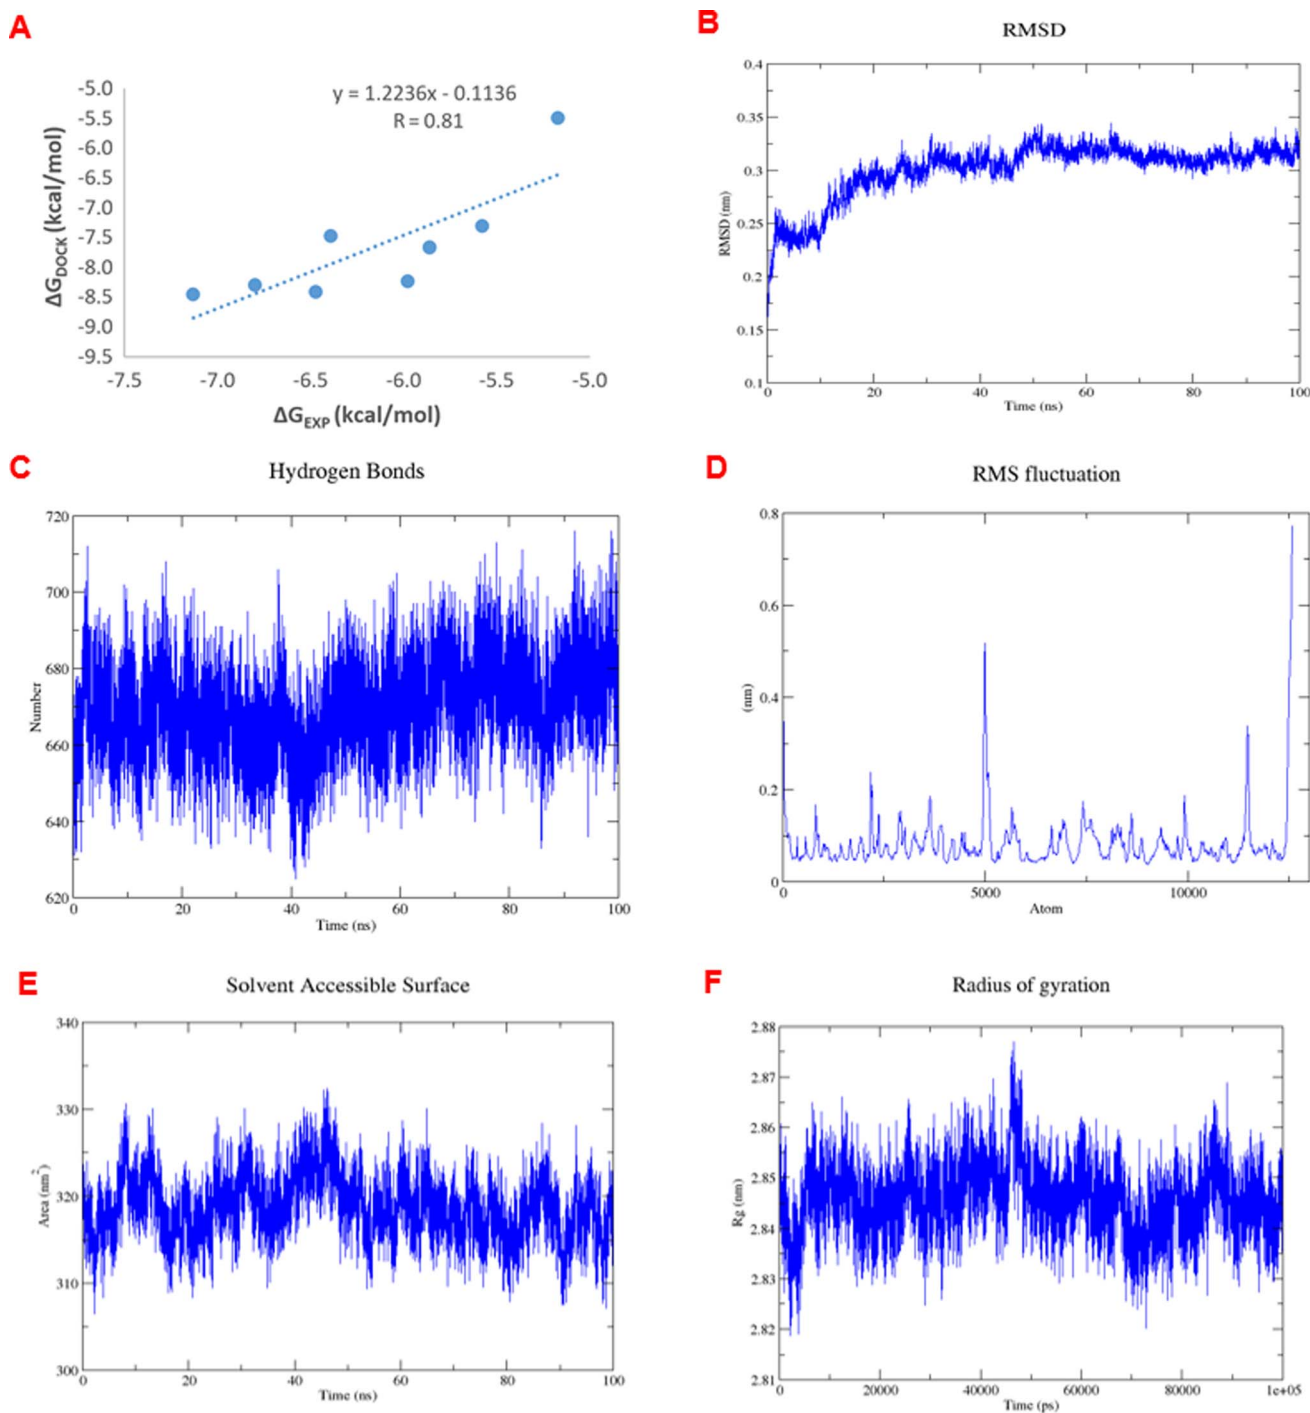 A
y = 1.2236x - 0.1136
R = 0.81
-5.0
-5.5
-6.0
-6.5
-7.0
-7.5
-8.0
-8.5
-9.0
-9.5
ΔGDOCK (kcal/mol)
-7.5 -7.0 -6.5 -6.0 -5.5 -5.0
ΔGEXP (kcal/mol)
B
RMSD
0.4
0.35
0.3
0.25
0.2
0.15
0.1
RMSD (nm)
0 20 40 60 80 100
Time (ns)
C
Hydrogen Bonds
720
700
680
660
640
620
Number
0 20 40 60 80 100
Time (ns)
D
RMS fluctuation
0.8
0.6
0.4
0.2
0
(nm)
0 5000 10000
Atom
E
Solvent Accessible Surface
340
330
320
310
300
Area (nm²)
0 20 40 60 80 100
Time (ns)
F
Radius of gyration
2.88
2.87
2.86
2.85
2.84
2.83
2.82
2.81
Rg (nm)
0 20000 40000 60000 80000 1e+05
Time (ps)